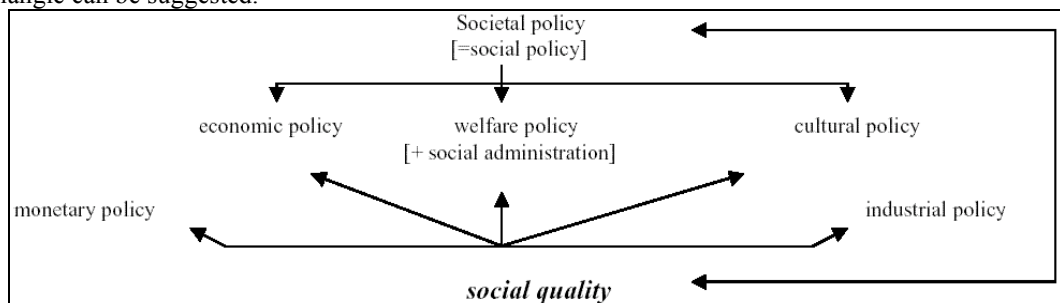 angle can be suggested.
Societal policy
[=social policy]
economic policy
welfare policy
cultural policy
[+ social administration]
monetary policy
industrial policy
social quality